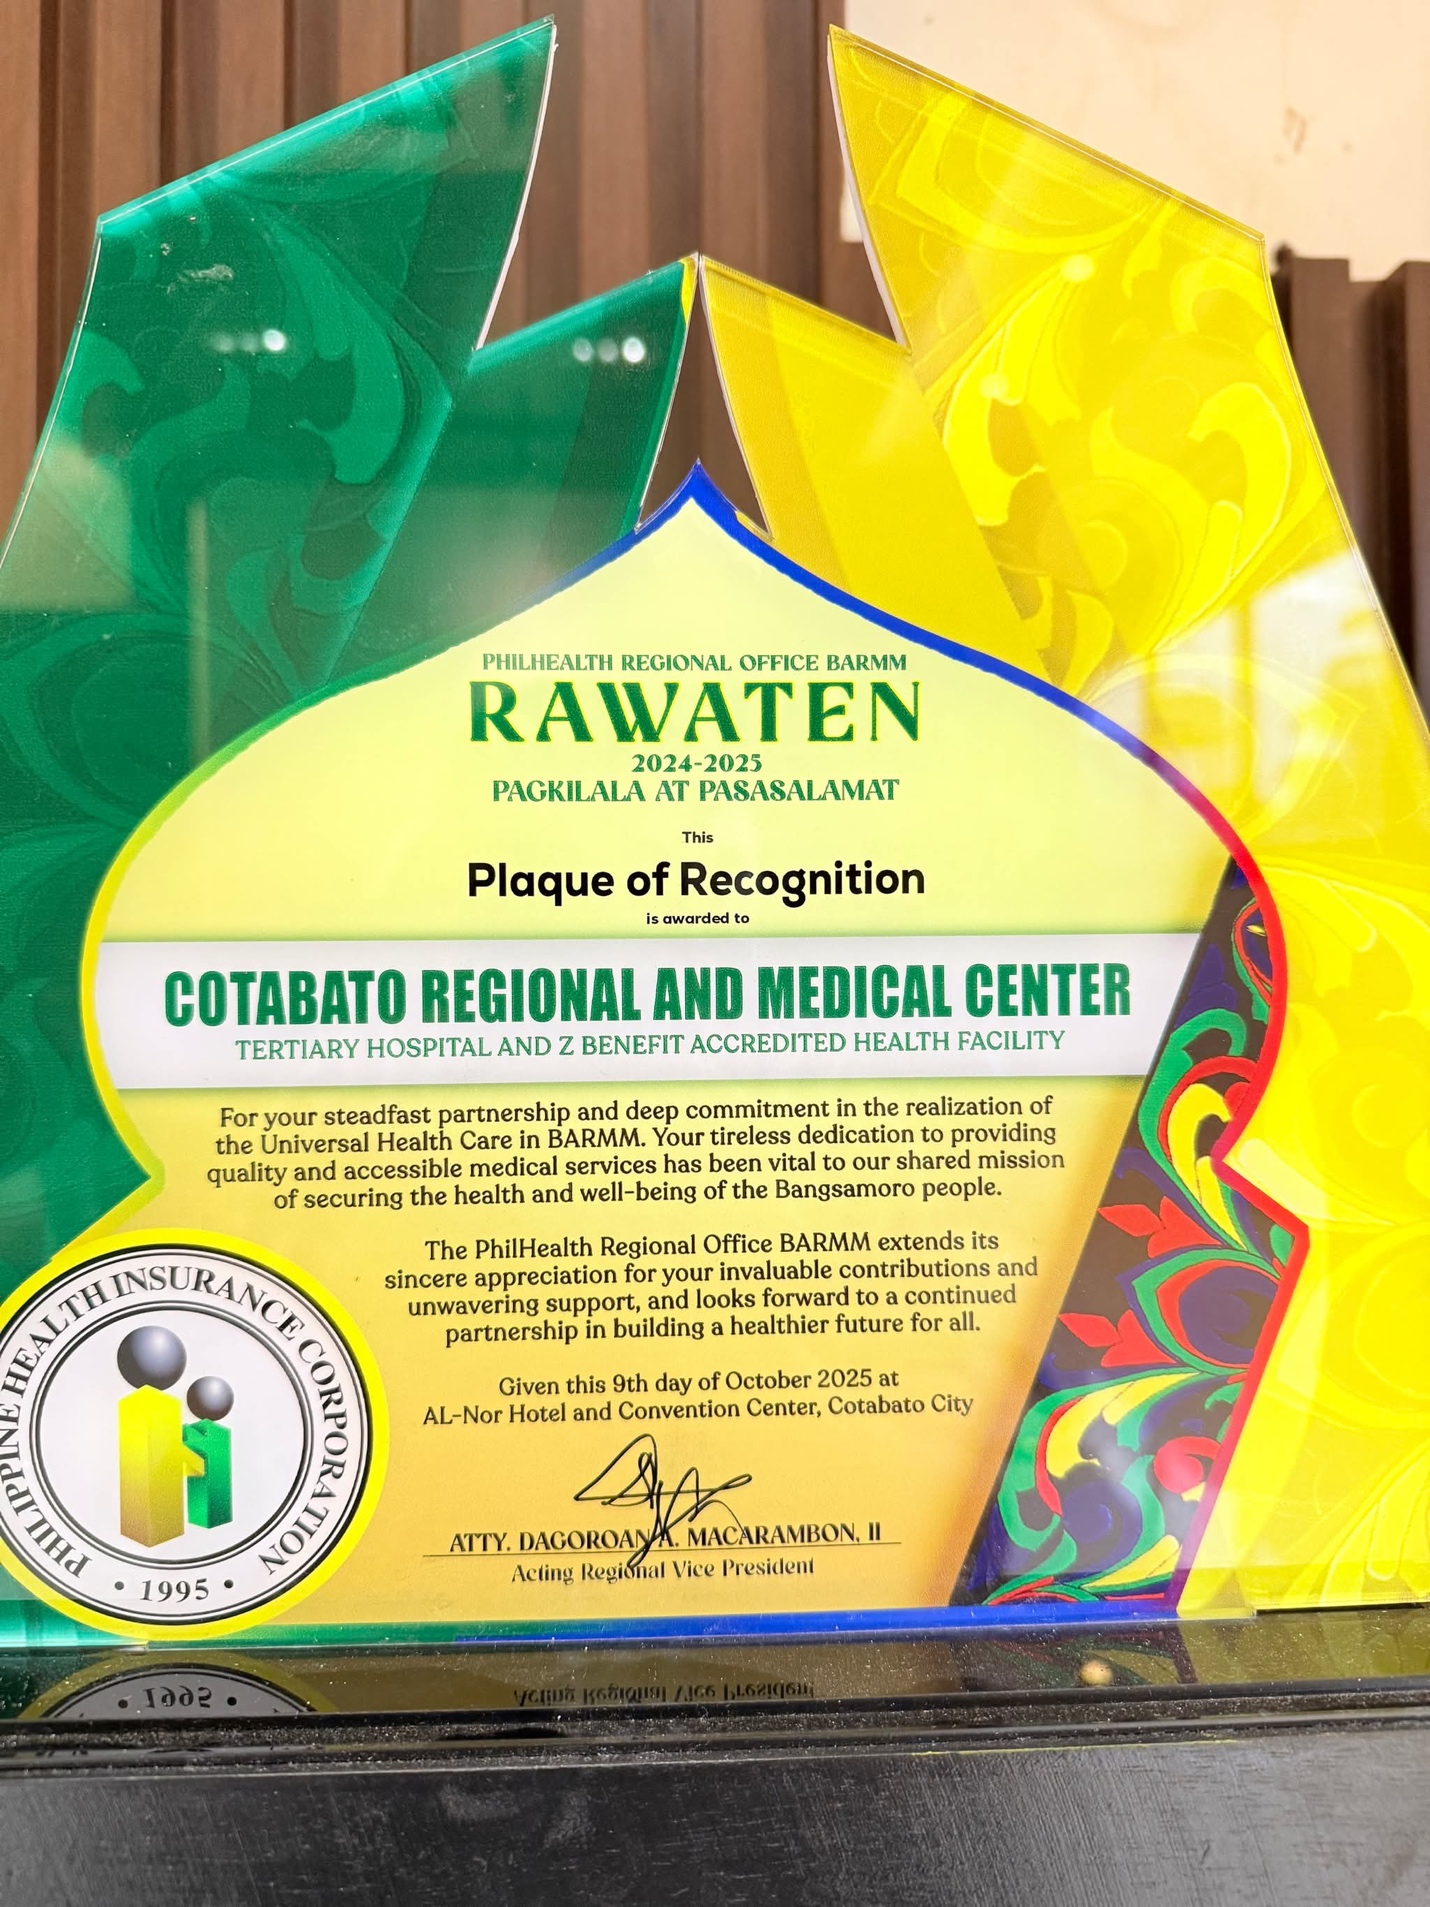 PHILHEALTH REGIONAL OFFICE BARMM
RAWATEN
2024-2025
PAGKILALA AT PASASALAMAT
This
Plaque of Recognition
is awarded to
COTABATO REGIONAL AND MEDICAL CENTER
TERTIARY HOSPITAL AND Z BENEFIT ACCREDITED HEALTH FACILITY
For your steadfast partnership and deep commitment in the realization of
the Universal Health Care in BARMM. Your tireless dedication to providing
quality and accessible medical services has been vital to our shared mission
of securing the health and well-being of the Bangsamoro people.
The PhilHealth Regional Office BARMM extends its
sincere appreciation for your invaluable contributions and
unwavering support, and looks forward to a continued
partnership in building a healthier future for all.
Given this 9th day of October 2025 at
AL-Nor Hotel and Convention Center, Cotabato City
ATTY. DAGOROAN A. MACARAMBON, II
Acting Regional Vice President
PHILIPPINE HEALTH INSURANCE CORPORATION
• 1995 •